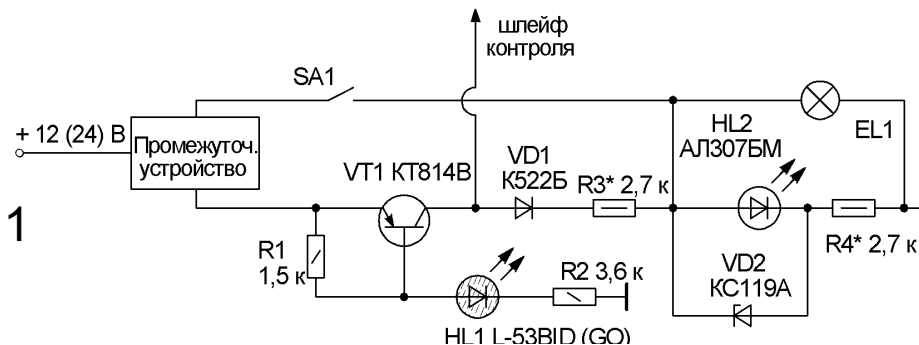 шлейф
контроля
SA1
+ 12 (24) В
Промежуточ.
устройство
HL2
АЛ307БМ
EL1
VT1 КТ814В
VD1
К522Б
R3* 2,7 к
1
R1
1,5 к
R2 3,6 к
VD2
КС119А
R4* 2,7 к
HL1 L-53BID (GO)